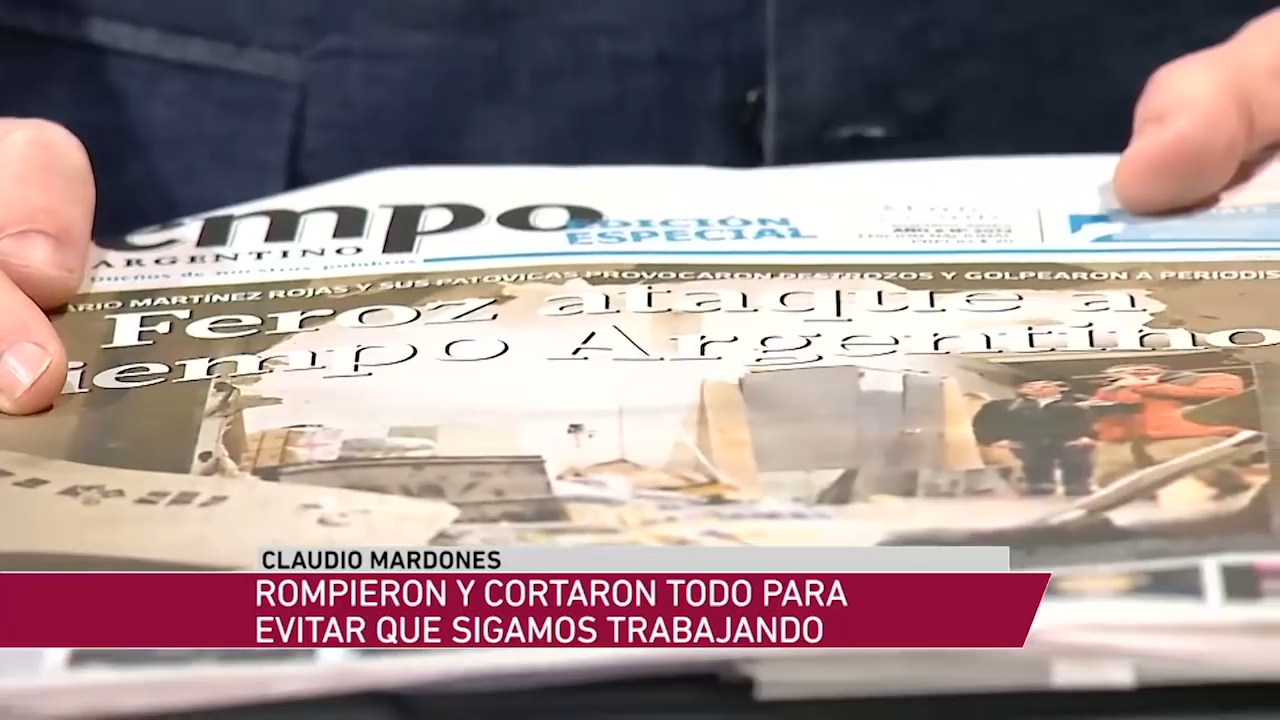 empo
ARGENTINO
EDICIÓN
ESPECIAL
ARIO MARTÍNEZ ROJAS Y SUS PATOVICAS PROVOCARON DESTROZOS Y GOLPEARON A PERIODIS
Feroz ataque a
iempo Argentino
CLAUDIO MARDONES
ROMPIERON Y CORTARON TODO PARA
EVITAR QUE SIGAMOS TRABAJANDO